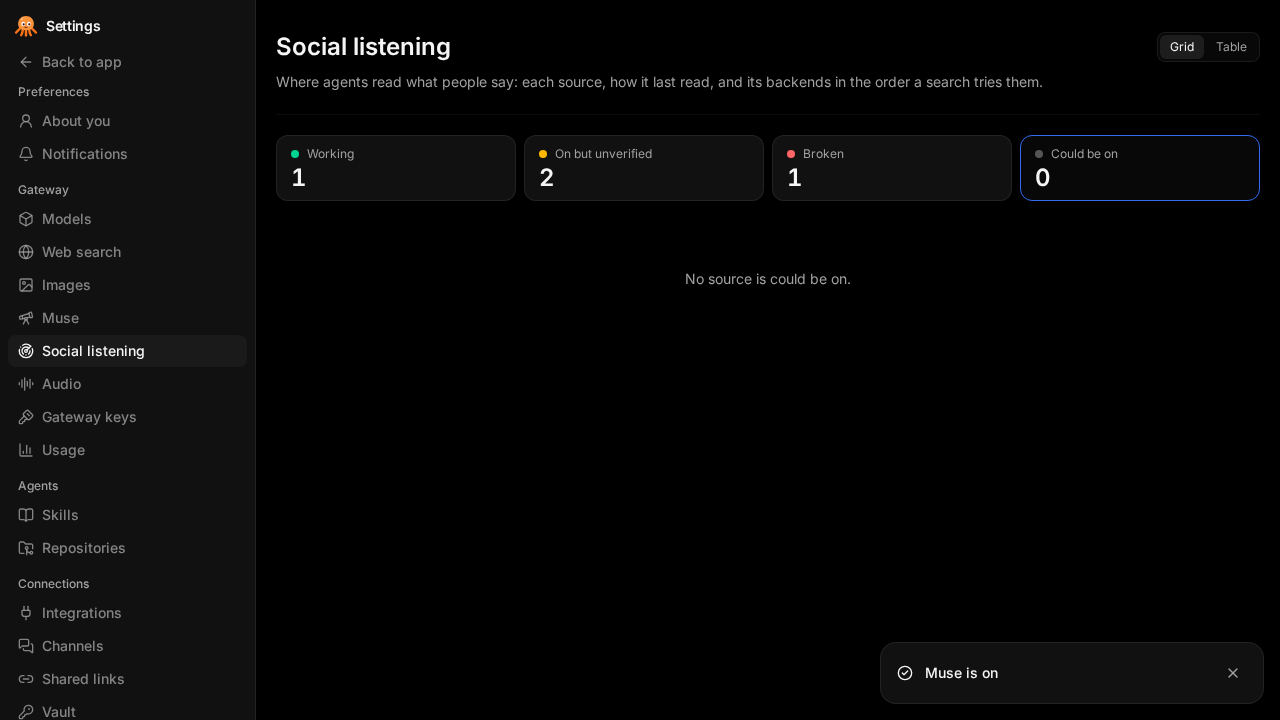 Settings
Back to app
Preferences
About you
Notifications
Gateway
Models
Web search
Images
Muse
Social listening
Audio
Gateway keys
Usage
Agents
Skills
Repositories
Connections
Integrations
Channels
Shared links
Vault
Social listening
Grid Table
Where agents read what people say: each source, how it last read, and its backends in the order a search tries them.
Working
1
On but unverified
2
Broken
1
Could be on
0
No source is could be on.
Muse is on